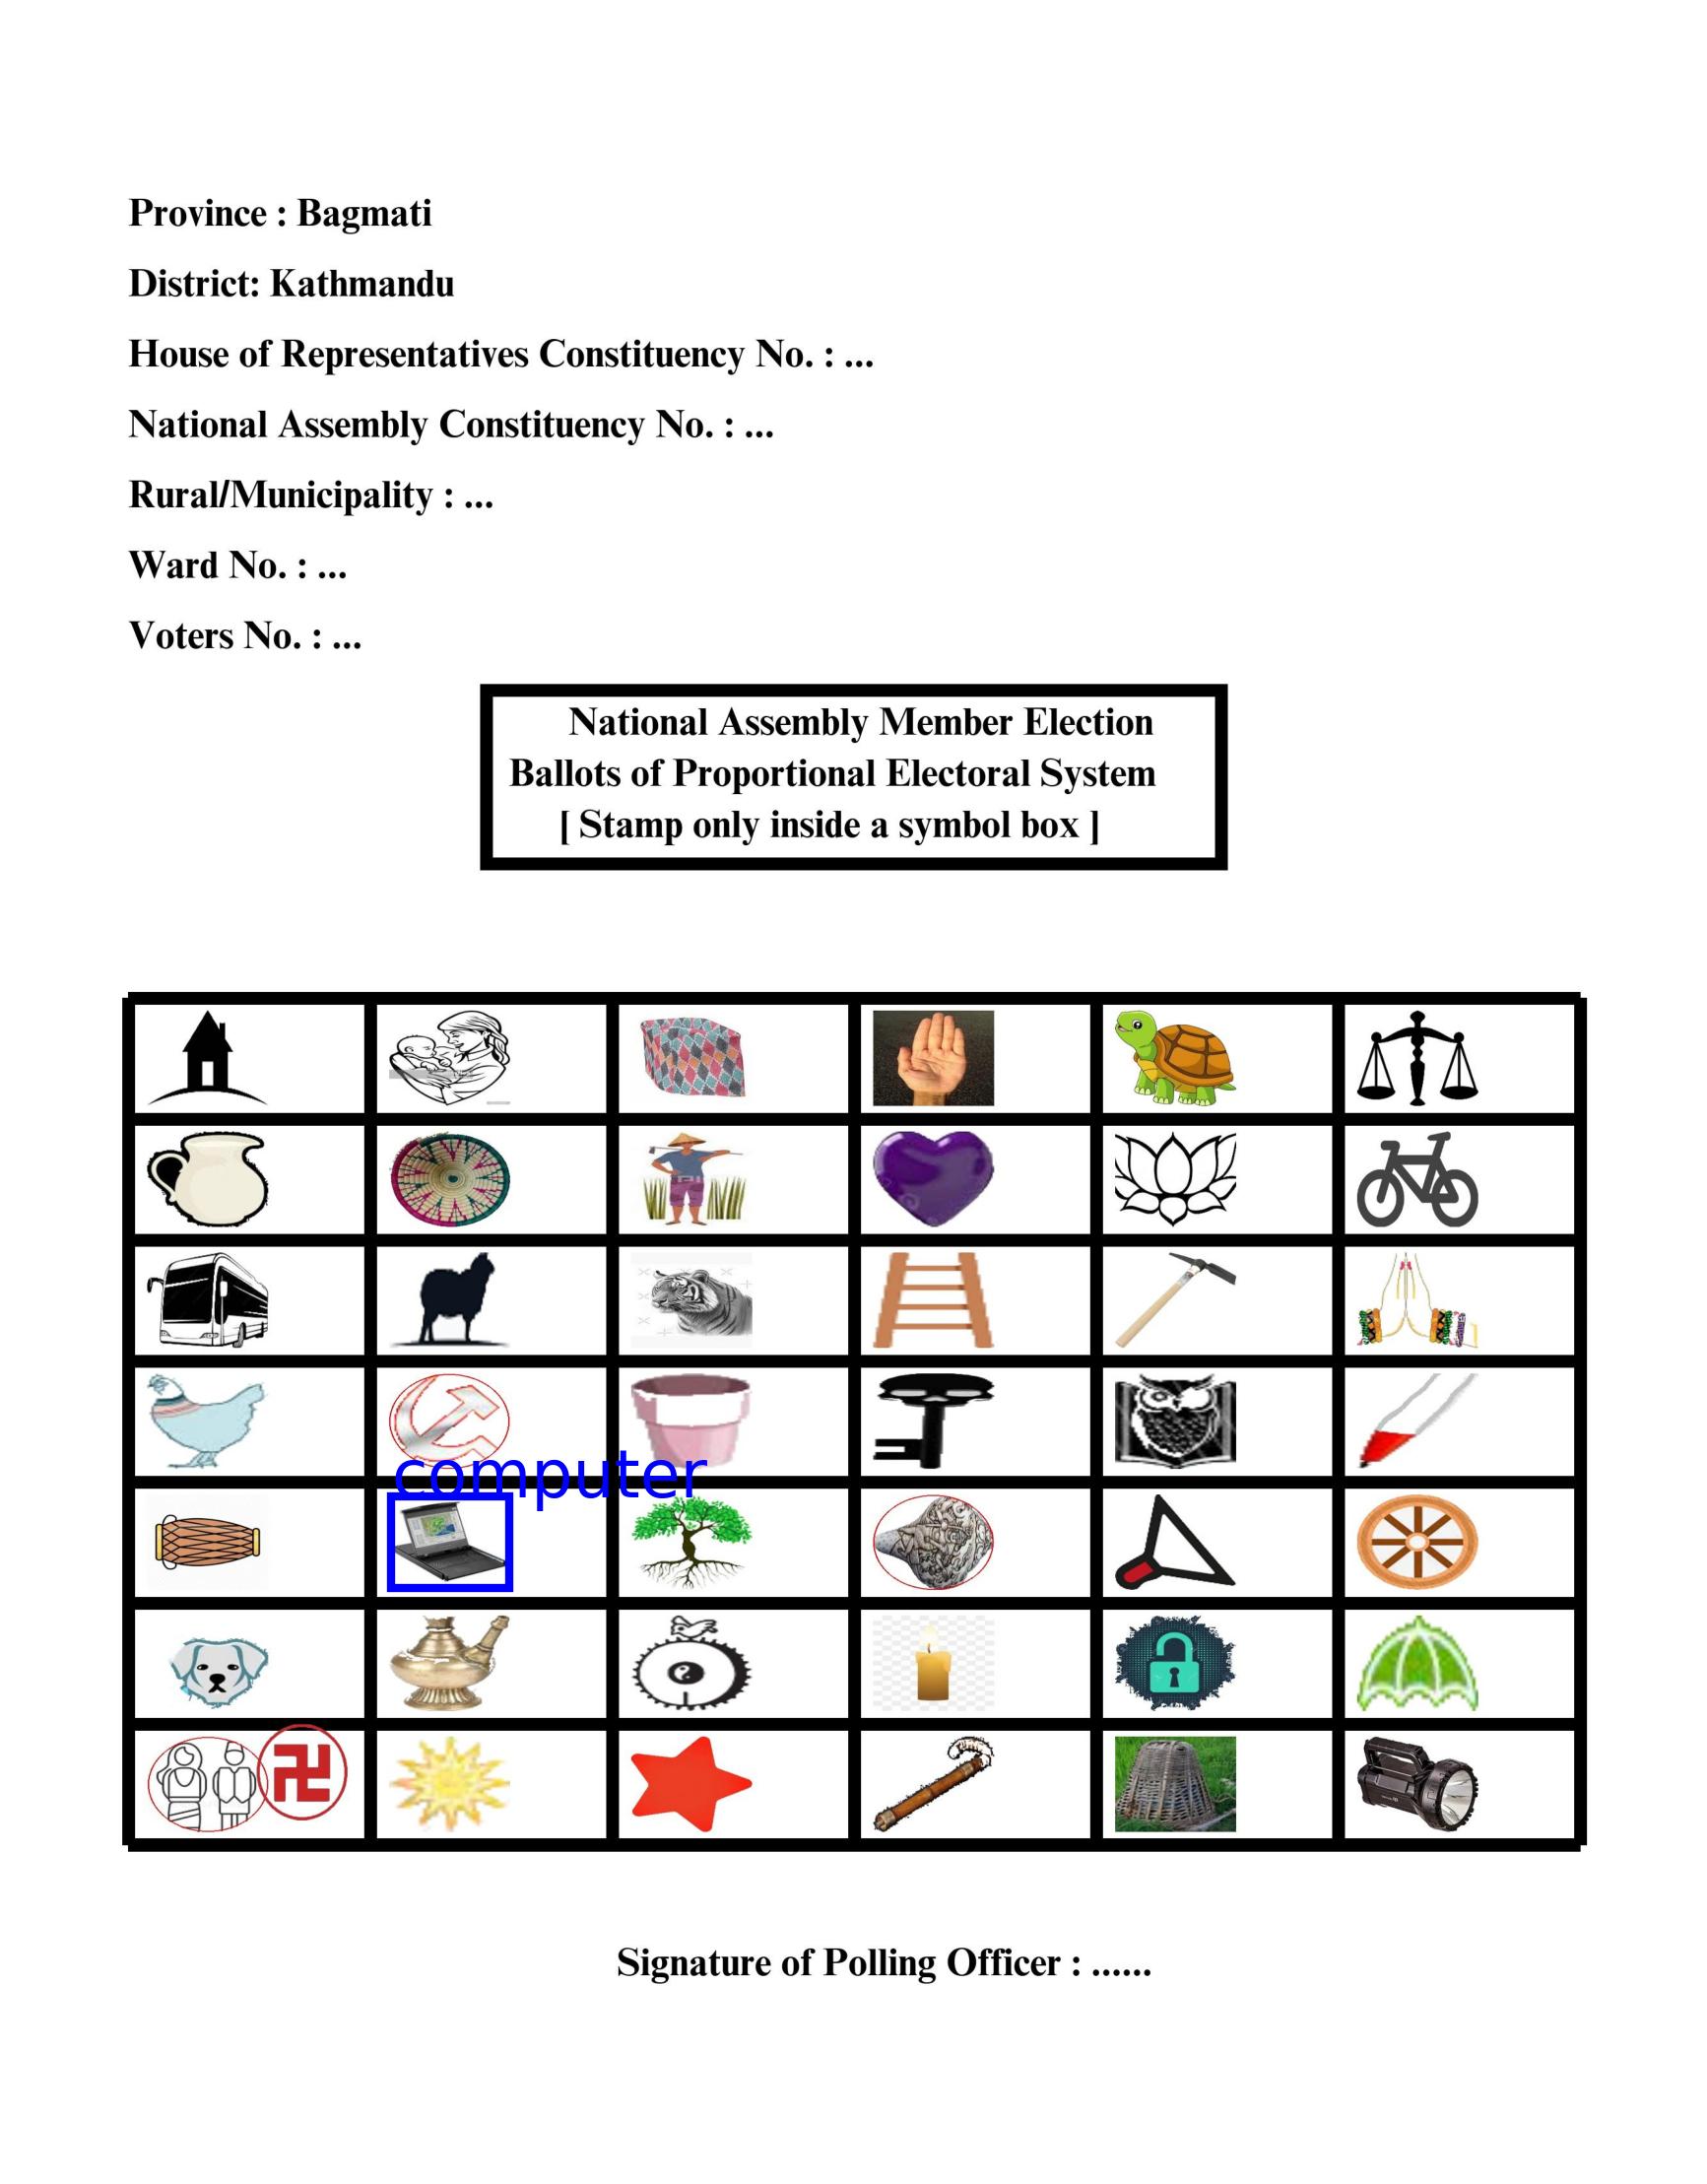 Province : Bagmati
District: Kathmandu
House of Representatives Constituency No. : ...
National Assembly Constituency No. : ...
Rural/Municipality : ...
Ward No. : ...
Voters No. : ...
National Assembly Member Election
Ballots of Proportional Electoral System
[ Stamp only inside a symbol box ]
computer
Signature of Polling Officer : ......